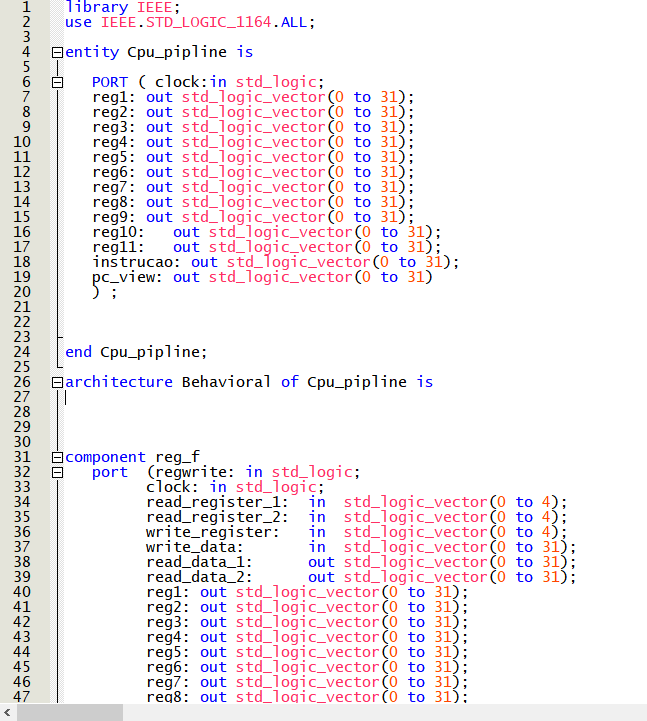 1 library IEEE;
2 use IEEE.STD_LOGIC_1164.ALL;
3
4 entity Cpu_pipline is
5
6 PORT ( clock:in std_logic;
7 reg1: out std_logic_vector(0 to 31);
8 reg2: out std_logic_vector(0 to 31);
9 reg3: out std_logic_vector(0 to 31);
10 reg4: out std_logic_vector(0 to 31);
11 reg5: out std_logic_vector(0 to 31);
12 reg6: out std_logic_vector(0 to 31);
13 reg7: out std_logic_vector(0 to 31);
14 reg8: out std_logic_vector(0 to 31);
15 reg9: out std_logic_vector(0 to 31);
16 reg10:   out std_logic_vector(0 to 31);
17 reg11:   out std_logic_vector(0 to 31);
18 instrucao: out std_logic_vector(0 to 31);
19 pc_view: out std_logic_vector(0 to 31)
20 ) ;
21
22
23
24 end Cpu_pipline;
25
26 architecture Behavioral of Cpu_pipline is
27
28
29
30
31 component reg_f
32 port  (regwrite: in std_logic;
33 clock: in std_logic;
34 read_register_1:  in  std_logic_vector(0 to 4);
35 read_register_2:  in  std_logic_vector(0 to 4);
36 write_register:   in  std_logic_vector(0 to 4);
37 write_data:       in  std_logic_vector(0 to 31);
38 read_data_1:      out std_logic_vector(0 to 31);
39 read_data_2:      out std_logic_vector(0 to 31);
40 reg1: out std_logic_vector(0 to 31);
41 reg2: out std_logic_vector(0 to 31);
42 reg3: out std_logic_vector(0 to 31);
43 reg4: out std_logic_vector(0 to 31);
44 reg5: out std_logic_vector(0 to 31);
45 reg6: out std_logic_vector(0 to 31);
46 reg7: out std_logic_vector(0 to 31);
47 reg8: out std_logic_vector(0 to 31);